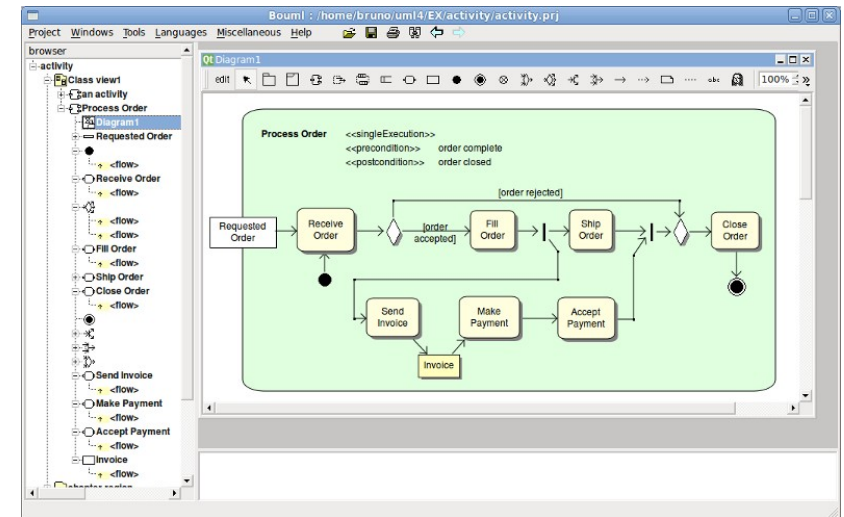 Bouml : /home/bruno/uml4/EX/activity/activity.prj
Project Windows Tools Languages Miscellaneous Help
browser
activity
Class view1
an activity
Process Order
Diagram1
Requested Order
<flow>
Receive Order
<flow>
<flow>
<flow>
Fill Order
<flow>
Ship Order
Close Order
<flow>
Send Invoice
<flow>
Make Payment
<flow>
Accept Payment
<flow>
Invoice
<flow>
Diagram1
edit
abc
100%
Process Order <<singleExecution>>
<<precondition>> order complete
<<postcondition>> order closed
[order rejected]
Requested
Order
Receive
Order
[order
accepted]
Fill
Order
Ship
Order
Close
Order
Send
Invoice
Make
Payment
Accept
Payment
Invoice